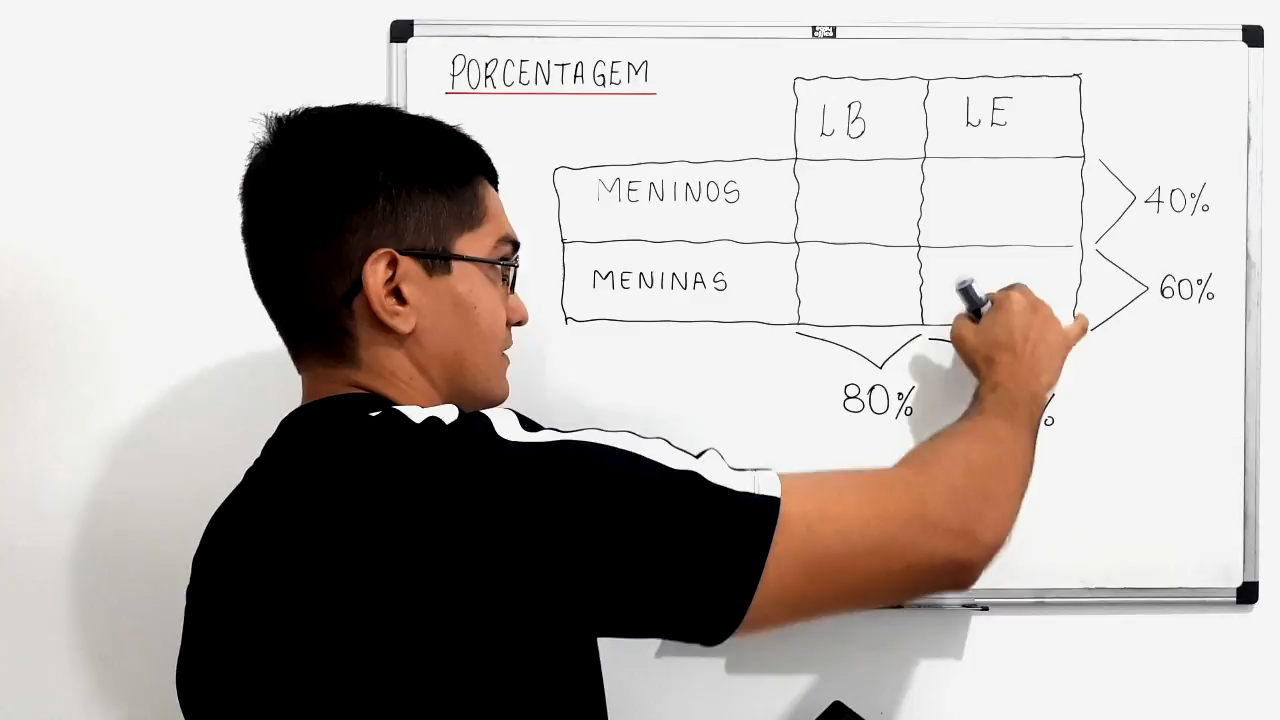 PORCENTAGEM
LB LE
MENINOS 40%
MENINAS 60%
80% %